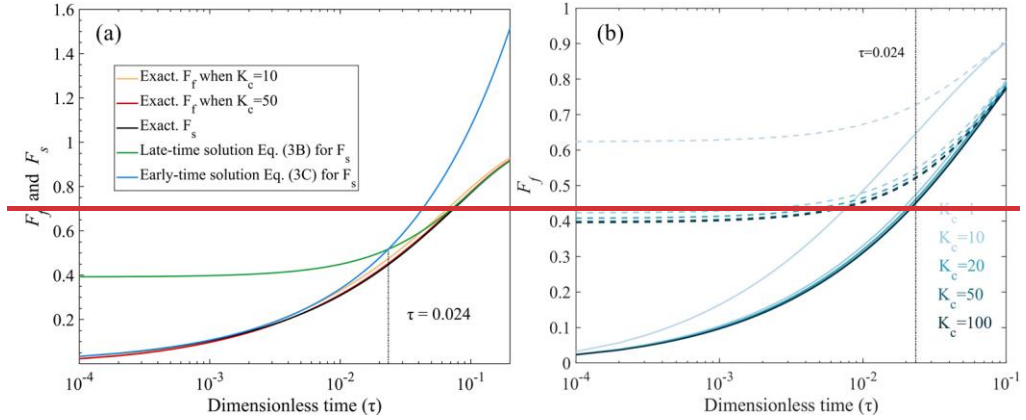 (a)
Exact. F_f when K_c=10
Exact. F_f when K_c=50
Exact. F_s
Late-time solution Eq. (3B) for F_s
Early-time solution Eq. (3C) for F_s
τ = 0.024
1.6
1.4
1.2
1
0.8
0.6
0.4
0.2
F_f and F_s
10^-4
10^-3
10^-2
10^-1
Dimensionless time (τ)
(b)
τ=0.024
K_c=10
K_c=20
K_c=50
K_c=100
1
0.9
0.8
0.7
0.6
0.5
0.4
0.3
0.2
0.1
0
F_f
10^-4
10^-3
10^-2
10^-1
Dimensionless time (τ)